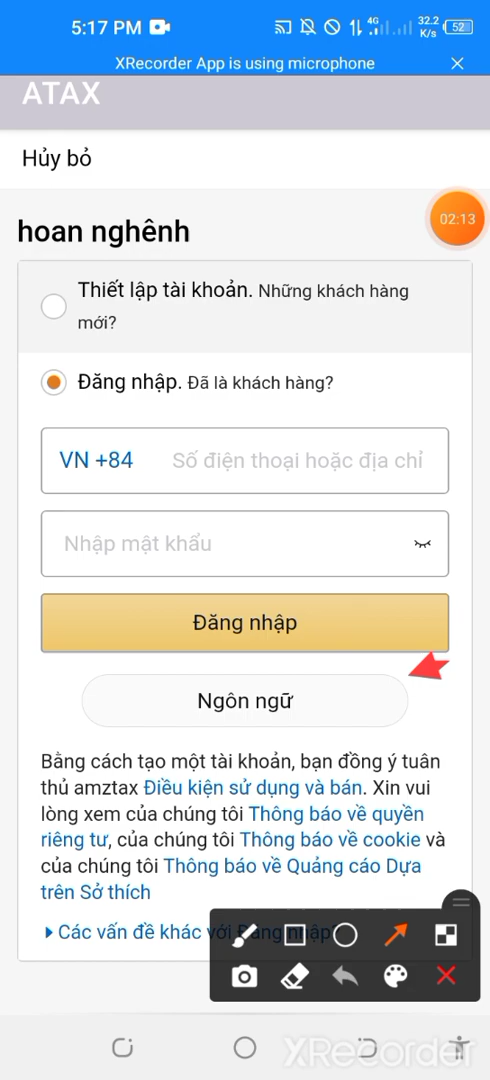 5:17 PM
4G
32.2
K/s
52
XRecorder App is using microphone
ATAX
Hủy bỏ
hoan nghênh
02:13
Thiết lập tài khoản. Những khách hàng
mới?
Đăng nhập. Đã là khách hàng?
VN +84 Số điện thoại hoặc địa chỉ
Nhập mật khẩu
Đăng nhập
Ngôn ngữ
Bằng cách tạo một tài khoản, bạn đồng ý tuân
thủ amztax Điều kiện sử dụng và bán. Xin vui
lòng xem của chúng tôi Thông báo về quyền
riêng tư, của chúng tôi Thông báo về cookie và
của chúng tôi Thông báo về Quảng cáo Dựa
trên Sở thích
Các vấn đề khác với Đăng nhập?
XRecorder